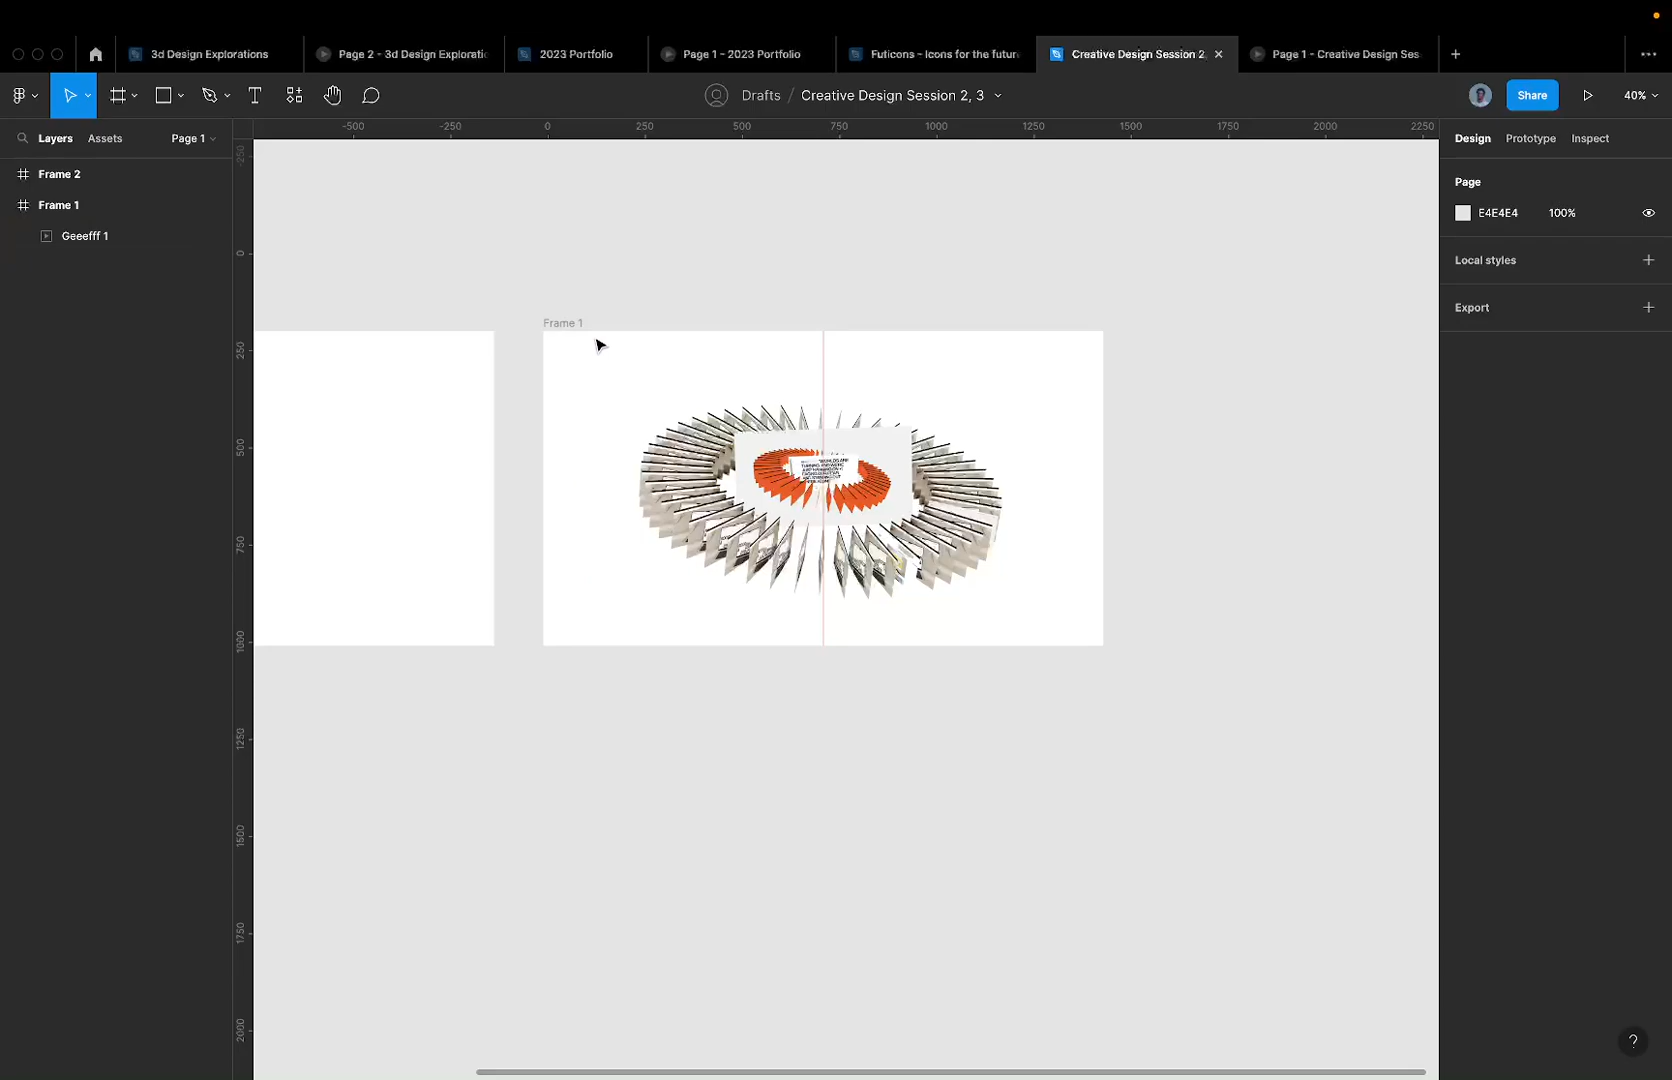 3d Design Explorations
Page 2 - 3d Design Exploratio
2023 Portfolio
Page 1 - 2023 Portfolio
Futicons ~ Icons for the futur
Creative Design Session 2,
Page 1 - Creative Design Ses
Drafts / Creative Design Session 2, 3
Share
40%
Layers
Assets
Page 1
Design
Prototype
Inspect
-500
-250
0
250
500
750
1000
1250
1500
1750
2000
2250
-250
0
250
500
750
1000
1250
1500
1750
2000
Frame 2
Frame 1
Geeefff 1
Frame 1
Page
E4E4E4
100%
Local styles
Export
?